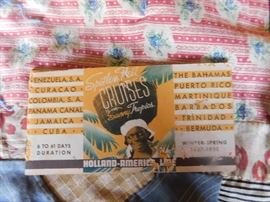 VENEZUELA, S.A.
CURACAO
COLOMBIA, S.A.
PANAMA CANAL
JAMAICA
CUBA
6 TO 61 DAYS
DURATION
CRUISES
Tropics
HOLLAND-AMERICA LINE
THE BAHAMAS
PUERTO RICO
MARTINIQUE
BARBADOS
TRINIDAD
BERMUDA
WINTER-SPRING